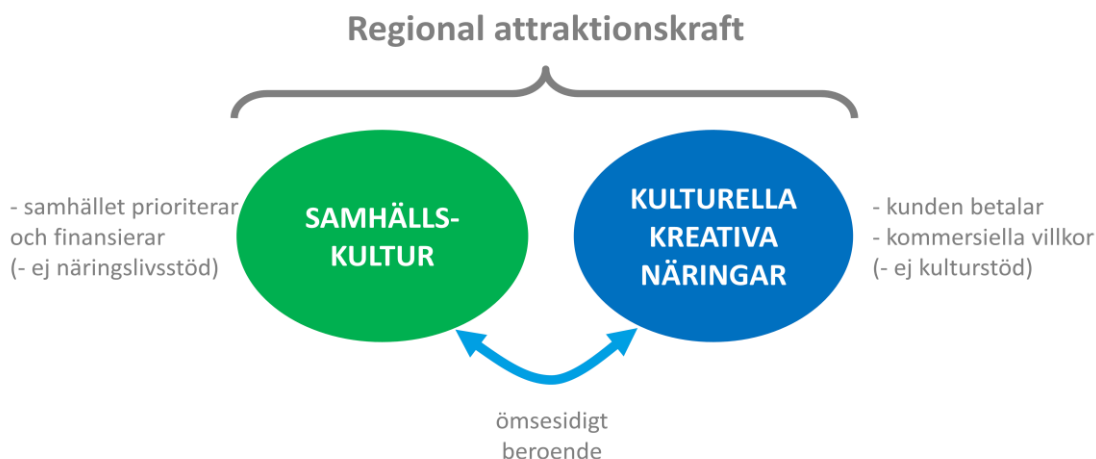 Regional attraktionskraft
- samhället prioriterar
och finansierar
(- ej näringslivsstöd)
SAMHÄLLS-
KULTUR
KULTURELLA
KREATIVA
NÄRINGAR
- kunden betalar
- kommersiella villkor
(- ej kulturstöd)
ömsesidigt
beroende